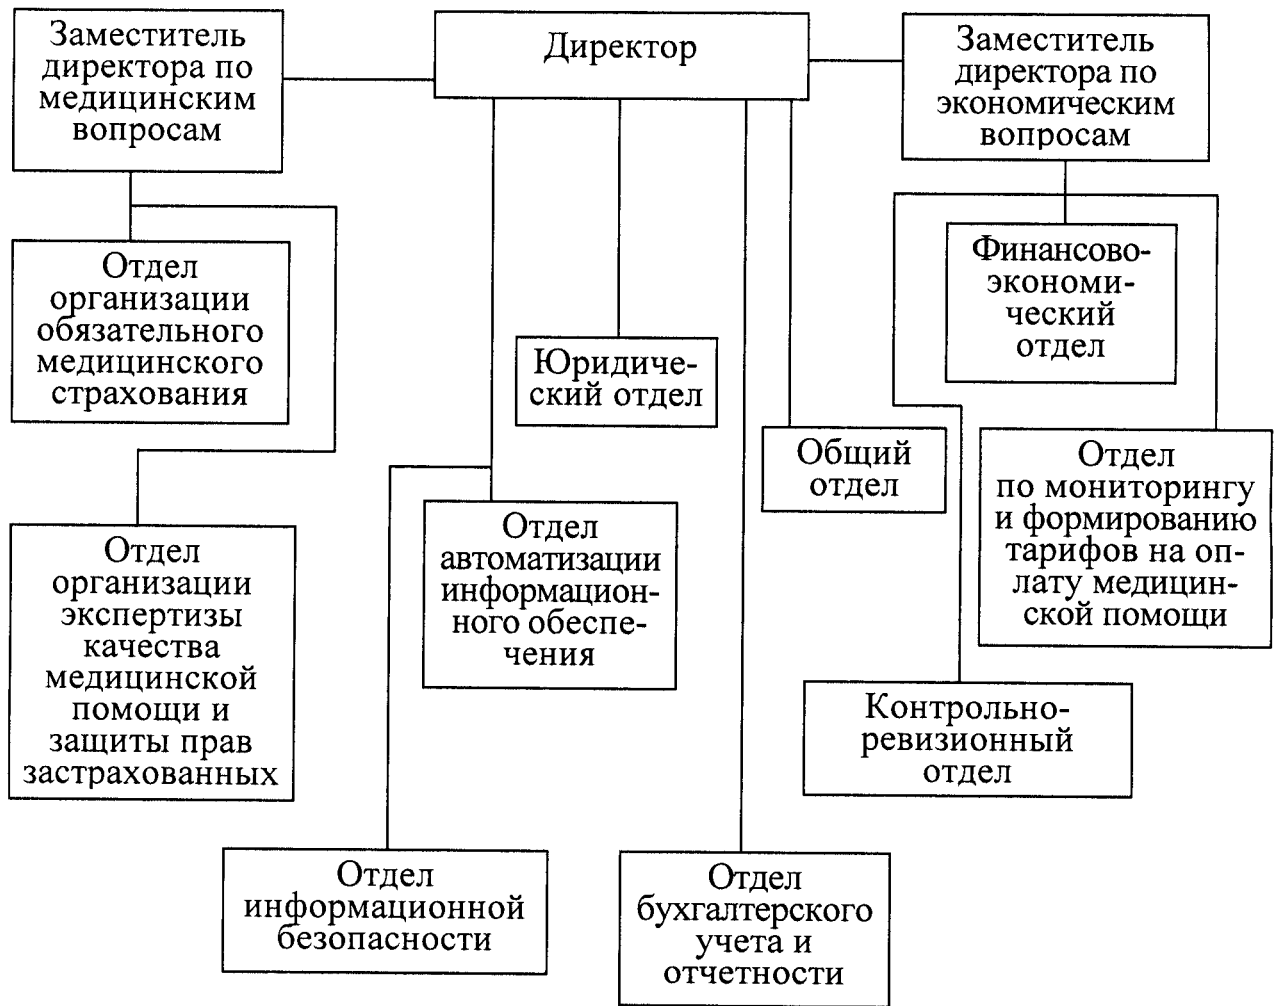 Заместитель
директора по
медицинским
вопросам
Директор
Заместитель
директора по
экономическим
вопросам
Отдел
организации
обязательного
медицинского
страхования
Финансово-
экономи-
ческий
отдел
Юридиче-
ский отдел
Общий
отдел
Отдел
по мониторингу
и формированию
тарифов на оп-
лату медицин-
ской помощи
Отдел
организации
экспертизы
качества
медицинской
помощи и
защиты прав
застрахованных
Отдел
автоматизации
информацион-
ного обеспе-
чения
Контрольно-
ревизионный
отдел
Отдел
информационной
безопасности
Отдел
бухгалтерского
учета и
отчетности